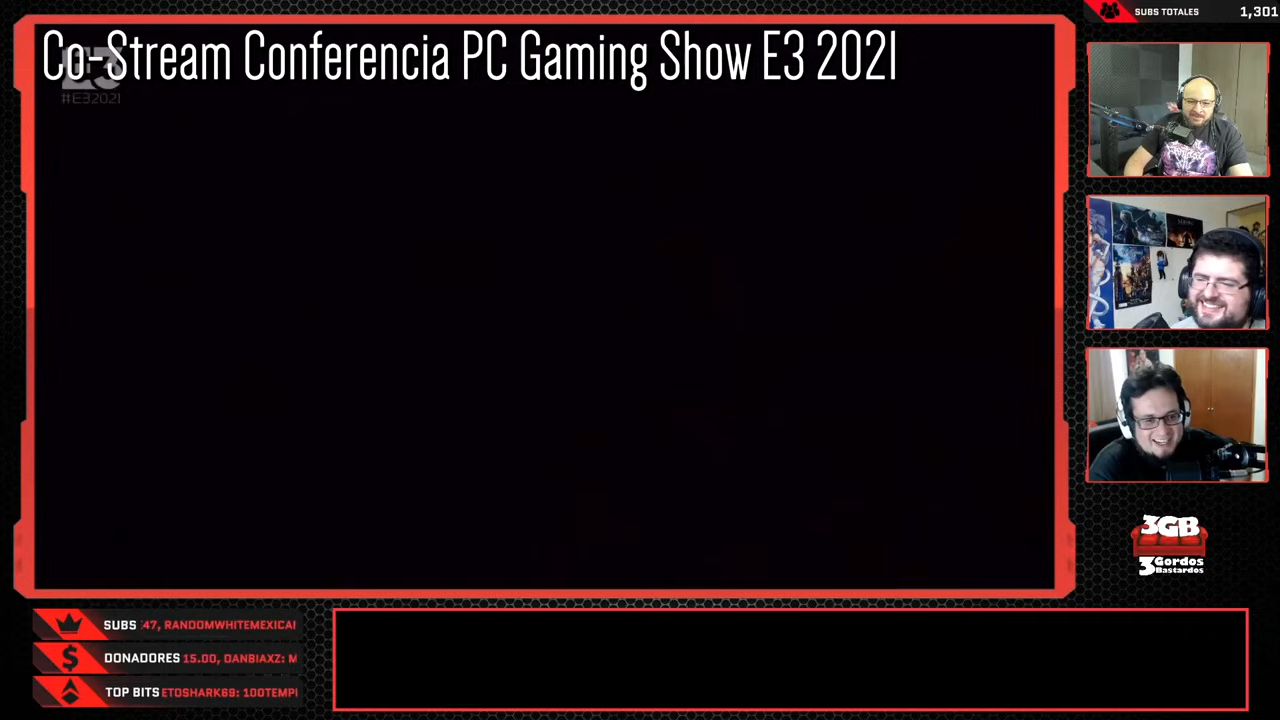 Co-Stream Conferencia PC Gaming Show E3 2021
E3
#E32021
SUBS TOTALES 1,301
3GB
3 Gordos
Bastardos
SUBS 47, RANDOMWHITEMEXICA
DONADORES 15.00, DANBIAXZ: M
TOP BITS ETOSHARK69: 100TEMP